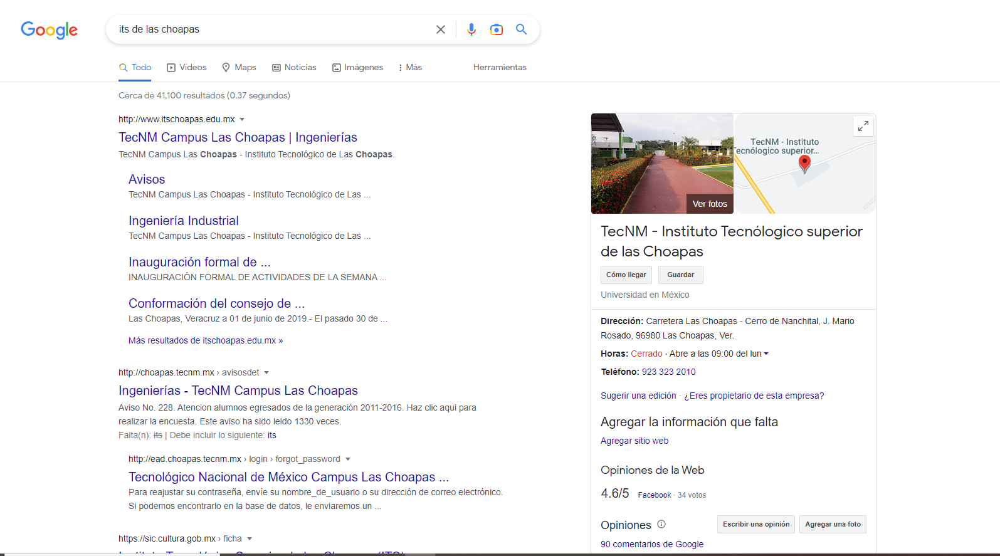 Google
its de las choapas
Todo
Vídeos
Maps
Noticias
Imágenes
Más
Herramientas
Cerca de 41,100 resultados (0.37 segundos)
http://www.itschoapas.edu.mx
TecNM Campus Las Choapas | Ingenierías
TecNM Campus Las Choapas - Instituto Tecnológico de Las Choapas.
Avisos
TecNM Campus Las Choapas - Instituto Tecnológico de Las ...
Ingeniería Industrial
TecNM Campus Las Choapas - Instituto Tecnológico de Las ...
Inauguración formal de ...
INAUGURACIÓN FORMAL DE ACTIVIDADES DE LA SEMANA ...
Conformación del consejo de ...
Las Choapas, Veracruz a 01 de junio de 2019.- El pasado 30 de ...
Más resultados de itschoapas.edu.mx »
http://choapas.tecnm.mx › avisosdet
Ingenierías - TecNM Campus Las Choapas
Aviso No. 228. Atencion alumnos egresados de la generación 2011-2016. Haz clic aqui para
realizar la encuesta. Este aviso ha sido leido 1330 veces.
Falta(n): its | Debe incluir lo siguiente: its
http://ead.choapas.tecnm.mx › login › forgot_password
Tecnológico Nacional de México Campus Las Choapas ...
Para reajustar su contraseña, envíe su nombre_de_usuario o su dirección de correo electrónico.
Si podemos encontrarlo en la base de datos, le enviaremos un ...
https://sic.cultura.gob.mx › ficha
Ver fotos
TecNM - Instituto
ecnólogico superior...
TecNM - Instituto Tecnólogico superior
de las Choapas
Cómo llegar
Guardar
Universidad en México
Dirección: Carretera Las Choapas - Cerro de Nanchital, J. Mario
Rosado, 96980 Las Choapas, Ver.
Horas: Cerrado · Abre a las 09:00 del lun
Teléfono: 923 323 2010
Sugerir una edición · ¿Eres propietario de esta empresa?
Agregar la información que falta
Agregar sitio web
Opiniones de la Web
4.6/5 Facebook · 34 votos
Opiniones
Escribir una opinión
Agregar una foto
90 comentarios de Google